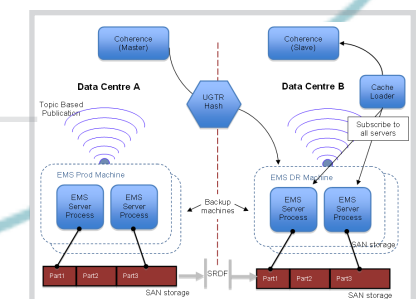 Coherence
(Master)
Coherence
(Slave)
Data Centre A
UGTR
Hash
Data Centre B
Cache
Loader
Topic Based
Publication
Subscribe to
all servers
EMS Prod Machine
EMS DR Machine
EMS
Server
Process
EMS
Server
Process
Backup
machines
EMS
Server
Process
EMS
Server
Process
SAN storage
Part1
Part2
Part3
SRDF
Part1
Part2
Part3
SAN storage
SAN storage